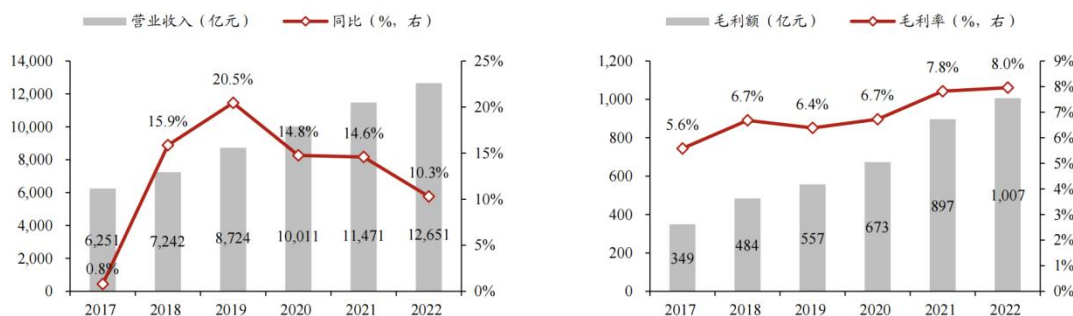 营业收入（亿元） 同比（%，右）
14,000 25%
12,000 20%
10,000 15%
8,000 10%
6,000 5%
4,000 0%
2,000
0
0.8% 15.9% 20.5% 14.8% 14.6% 10.3%
6,251 7,242 8,724 10,011 11,471 12,651
2017 2018 2019 2020 2021 2022
毛利额（亿元） 毛利率（%，右）
1,200 9%
1,000 8%
800 7%
600 6%
400 5%
200 4%
0 3%
2%
1%
0%
5.6% 6.7% 6.4% 6.7% 7.8% 8.0%
349 484 557 673 897 1,007
2017 2018 2019 2020 2021 2022